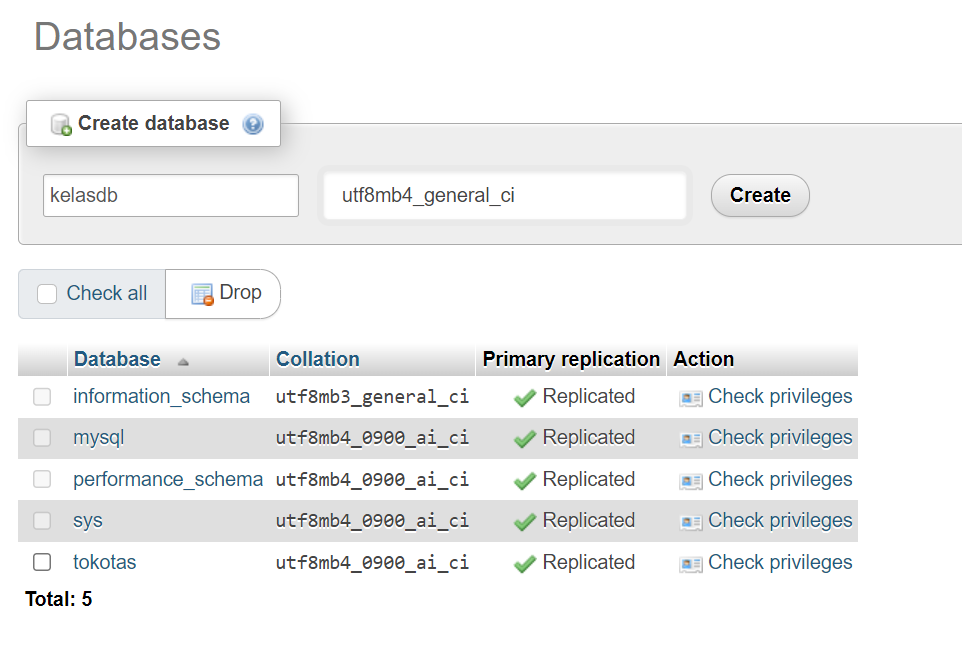 Databases
Create database
kelasdb utf8mb4_general_ci Create
Check all Drop
Database Collation Primary replication Action
information_schema utf8mb3_general_ci Replicated Check privileges
mysql utf8mb4_0900_ai_ci Replicated Check privileges
performance_schema utf8mb4_0900_ai_ci Replicated Check privileges
sys utf8mb4_0900_ai_ci Replicated Check privileges
tokotas utf8mb4_0900_ai_ci Replicated Check privileges
Total: 5